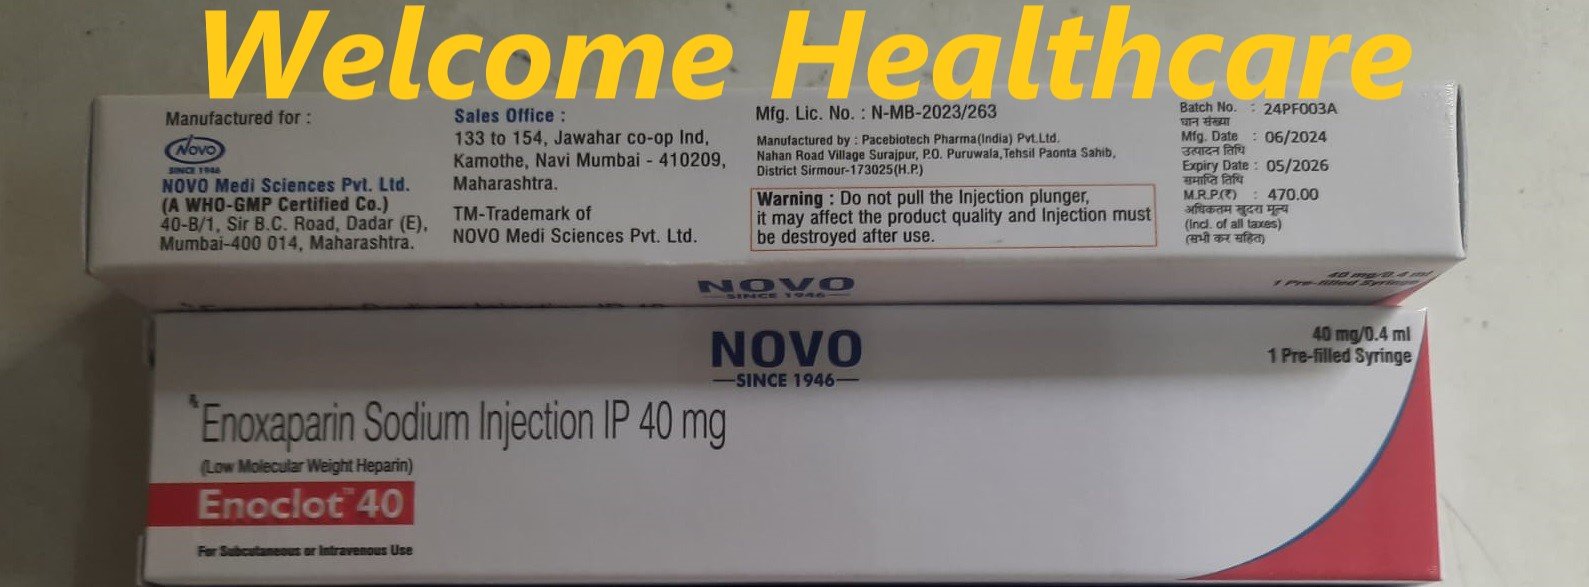 Welcome Healthcare
Manufactured for :
NOVO
SINCE 1946
NOVO Medi Sciences Pvt. Ltd.
(A WHO-GMP Certified Co.)
40-B/1, Sir B.C. Road, Dadar (E),
Mumbai-400 014, Maharashtra.
Sales Office :
133 to 154, Jawahar co-op Ind,
Kamothe, Navi Mumbai - 410209,
Maharashtra.
TM-Trademark of
NOVO Medi Sciences Pvt. Ltd.
Mfg. Lic. No. : N-MB-2023/263
Manufactured by : Pacebiotech Pharma(India) Pvt.Ltd.
Nahan Road Village Surajpur, P.O. Puruwala,Tehsil Paonta Sahib,
District Sirmour-173025(H.P.)
Warning : Do not pull the Injection plunger,
it may affect the product quality and Injection must
be destroyed after use.
Batch No. : 24PF003A
घान संख्या
Mfg. Date : 06/2024
उत्पादन तिथि
Expiry Date : 05/2026
समाप्ति तिथि
M.R.P.(₹) : 470.00
अधिकतम खुदरा मूल्य
(Incl. of all taxes)
(सभी कर सहित)
NOVO
SINCE 1946
40 mg/0.4 ml
1 Pre-filled Syringe
NOVO
SINCE 1946
40 mg/0.4 ml
1 Pre-filled Syringe
Enoxaparin Sodium Injection IP 40 mg
(Low Molecular Weight Heparin)
Enoclot™ 40
For Subcutaneous or Intravenous Use